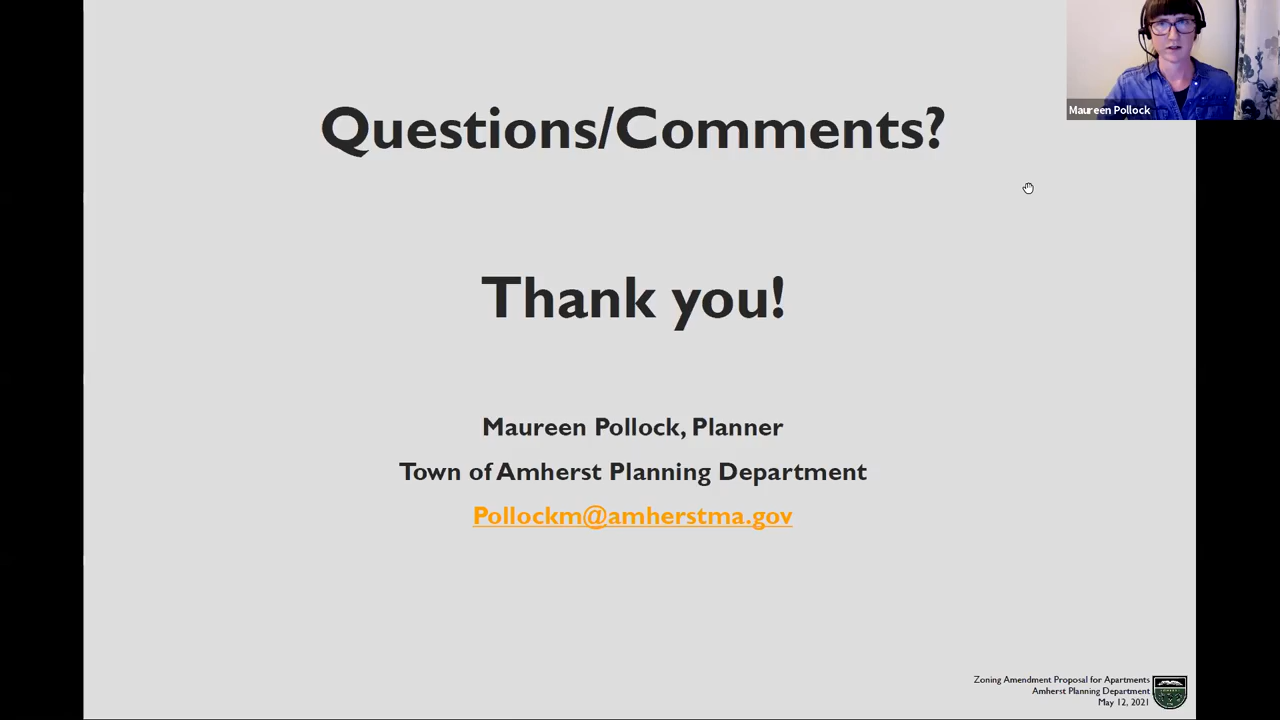 Maureen Pollock
Questions/Comments?
Thank you!
Maureen Pollock, Planner
Town of Amherst Planning Department
Pollockm@amherstma.gov
Zoning Amendment Proposal for Apartments
Amherst Planning Department
May 12, 2021